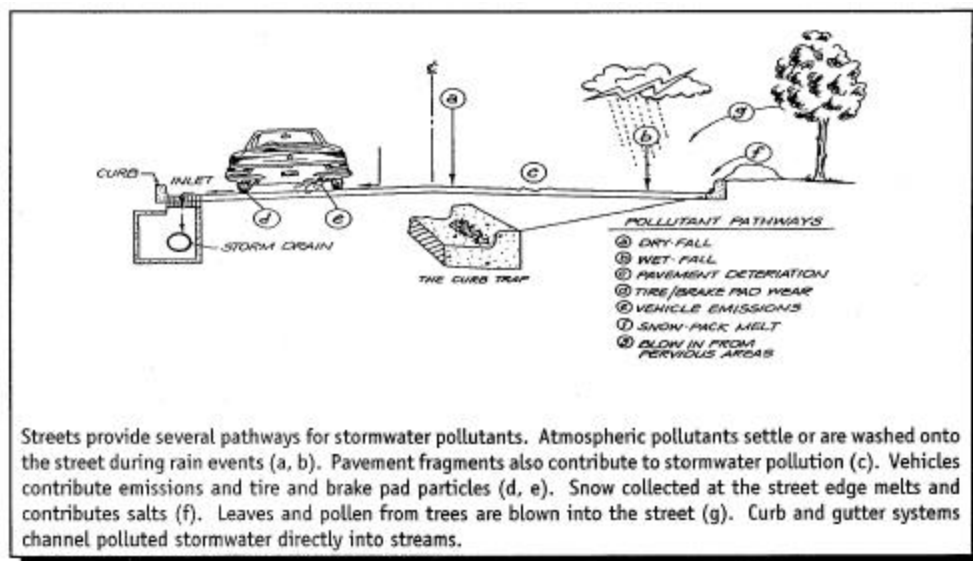 ℄
ⓐ
ⓖ
ⓑ
ⓕ
ⓒ
CURB
INLET
ⓓ
ⓔ
STORM DRAIN
THE CURB TRAP
POLLUTANT PATHWAYS
ⓐ DRY-FALL
ⓑ WET-FALL
ⓒ PAVEMENT DETERIATION
ⓓ TIRE/BRAKE PAD WEAR
ⓔ VEHICLE EMISSIONS
ⓕ SNOW-PACK MELT
ⓖ BLOW IN FROM
PERVIOUS AREAS
Streets provide several pathways for stormwater pollutants. Atmospheric pollutants settle or are washed onto
the street during rain events (a, b). Pavement fragments also contribute to stormwater pollution (c). Vehicles
contribute emissions and tire and brake pad particles (d, e). Snow collected at the street edge melts and
contributes salts (f). Leaves and pollen from trees are blown into the street (g). Curb and gutter systems
channel polluted stormwater directly into streams.